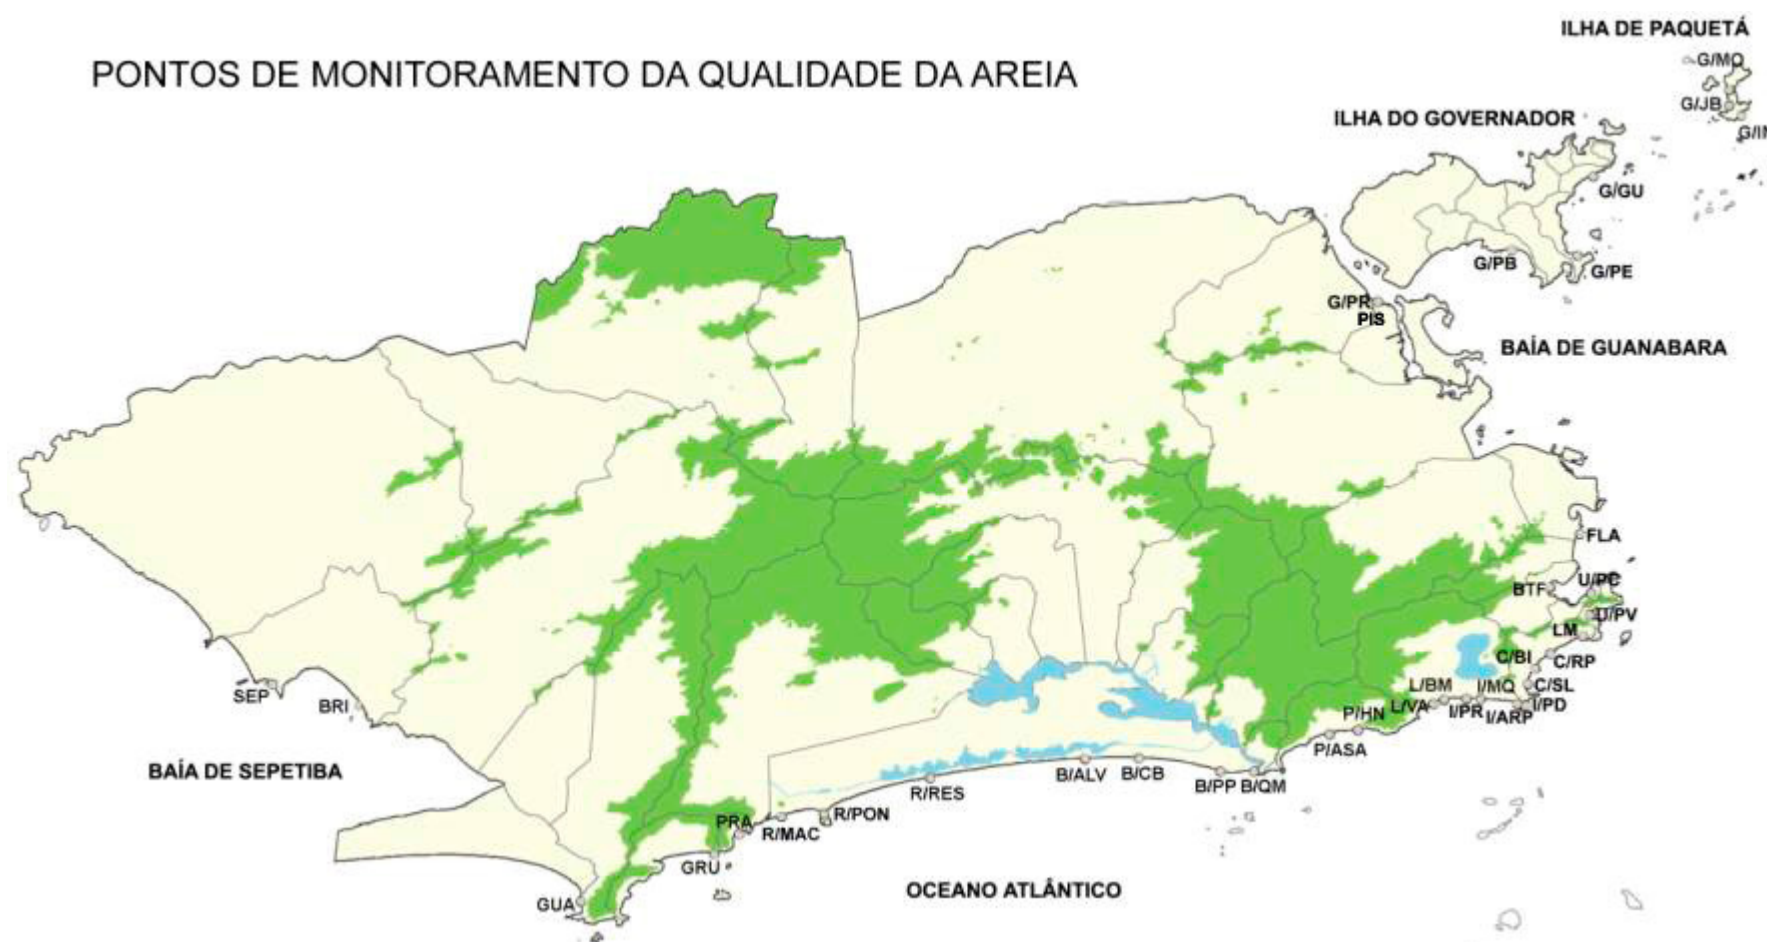 ILHA DE PAQUETÁ
PONTOS DE MONITORAMENTO DA QUALIDADE DA AREIA
G/MO
G/JB
ILHA DO GOVERNADOR
G/GU
G/PB
G/PE
G/PR
PIS
BAÍA DE GUANABARA
FLA
BTF
U/PC
U/PV
LM
C/BI
C/RP
SEP
BRI
L/BM
I/MQ
C/SL
L/VA
I/PR
I/ARP
I/PD
P/HN
P/ASA
BAÍA DE SEPETIBA
B/ALV
B/CB
B/PP
B/QM
R/RES
PRA
R/MAC
R/PON
GRU
OCEANO ATLÂNTICO
GUA